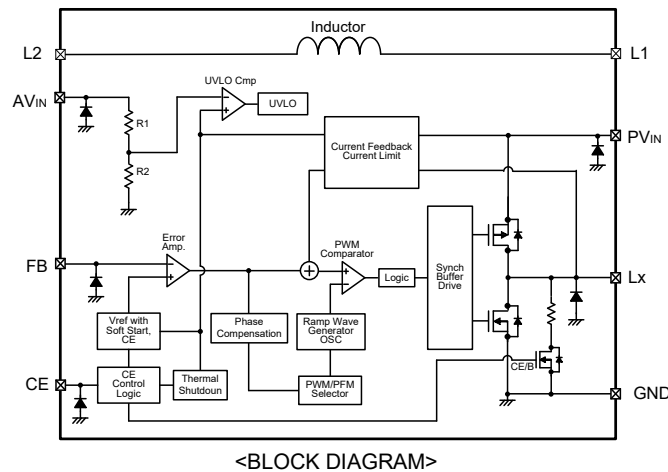 Inductor
L2
L1
UVLO Cmp
AVIN
UVLO
R1
R2
Current Feedback
Current Limit
PVIN
Error
Amp.
FB
PWM
Comparator
Logic
Synch
Buffer
Drive
Lx
Vref with
Soft Start,
CE
Phase
Compensation
Ramp Wave
Generator
OSC
CE
CE
Control
Logic
Thermal
Shutdoun
PWM/PFM
Selector
CE/B
GND
<BLOCK DIAGRAM>